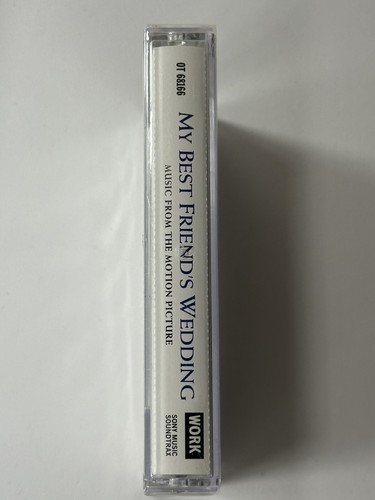 OT 68166
MY BEST FRIEND'S WEDDING
MUSIC FROM THE MOTION PICTURE
WORK
SONY MUSIC
SOUNDTRAX